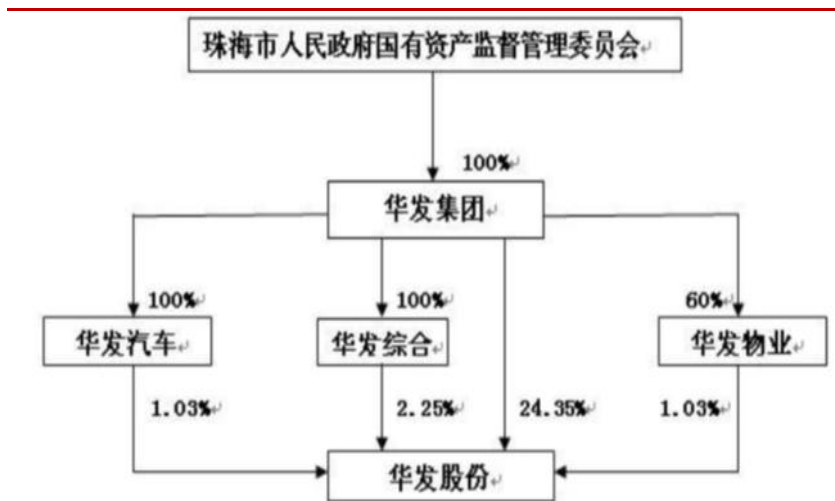 珠海市人民政府国有资产监督管理委员会
100%
华发集团
100%
100%
60%
华发汽车
华发综合
华发物业
1.03%
2.25%
24.35%
1.03%
华发股份